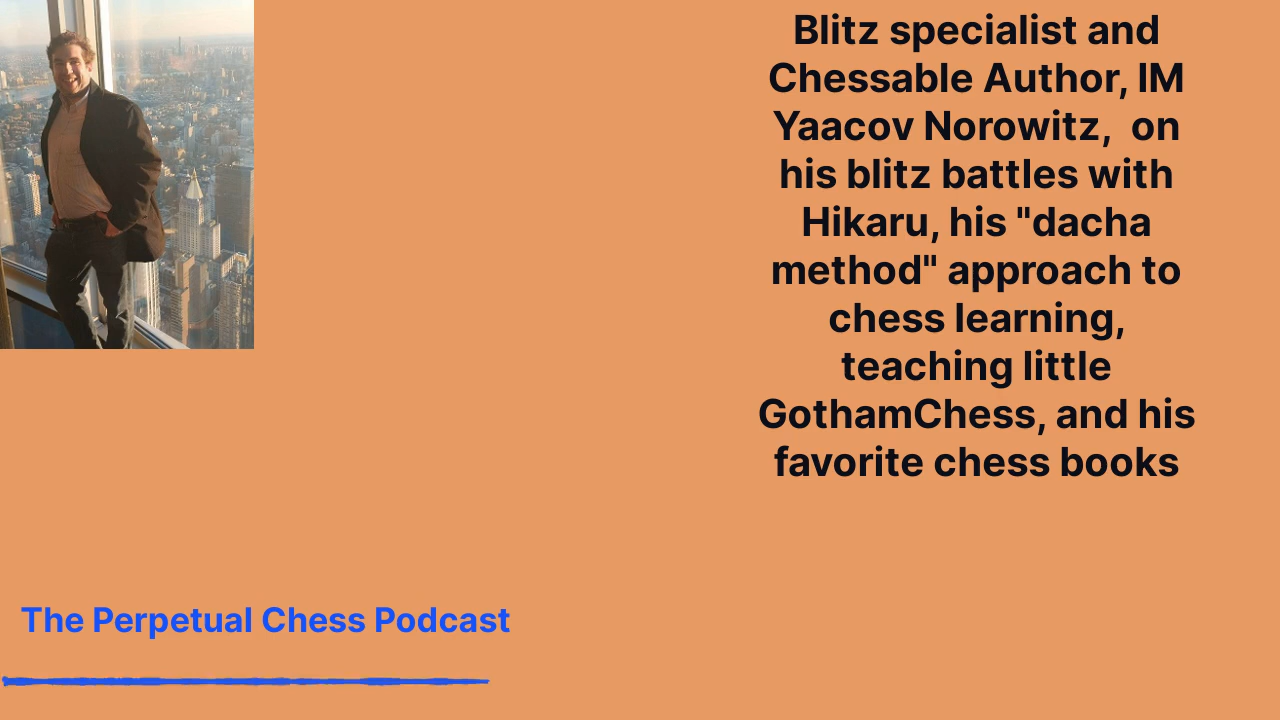 Blitz specialist and
Chessable Author, IM
Yaacov Norowitz,  on
his blitz battles with
Hikaru, his "dacha
method" approach to
chess learning,
teaching little
GothamChess, and his
favorite chess books
The Perpetual Chess Podcast